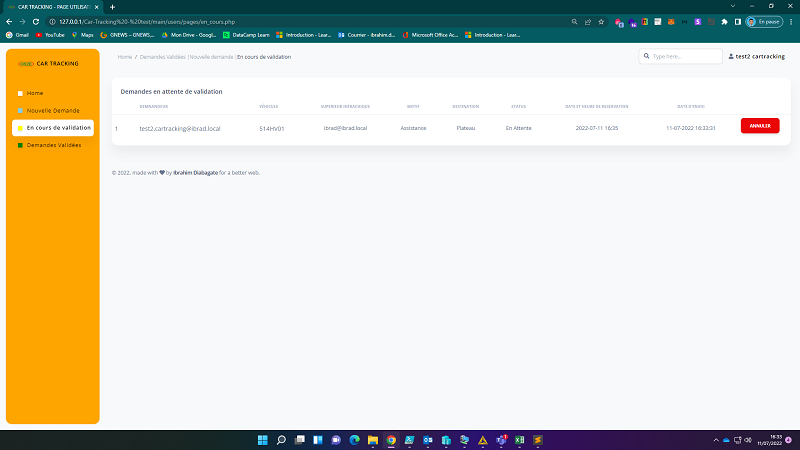 CAR TRACKING - PAGE UTILISAT
127.0.0.1/Car-Tracking%20-%20test/main/users/pages/en_cours.php
En pause
Gmail YouTube Maps GNEWS – GNEWS,... Mon Drive – Googl... DataCamp Learn Introduction – Lear... Courrier – ibrahim.d... Microsoft Office Ac... Introduction – Lear...
CAR TRACKING
Home
Nouvelle Demande
En cours de validation
Demandes Validées
Home / Demandes Validées |Nouvelle demande |En cours de validation
Type here...
test2 cartracking
Demandes en attente de validation
DEMANDEUR VÉHICULE SUPERIEUR HIÉRACHIQUE MOTIF DESTINATION STATUS DATE ET HEURE DE RESERVATION DATE D'ENVOI
1 test2.cartracking@ibrad.local 514HV01 ibrad@ibrad.local Assistance Plateau En Attente 2022-07-11 16:35 11-07-2022 16:33:31 ANNULER
© 2022, made with by Ibrahim Diabagate for a better web.
16:33
11/07/2022
4